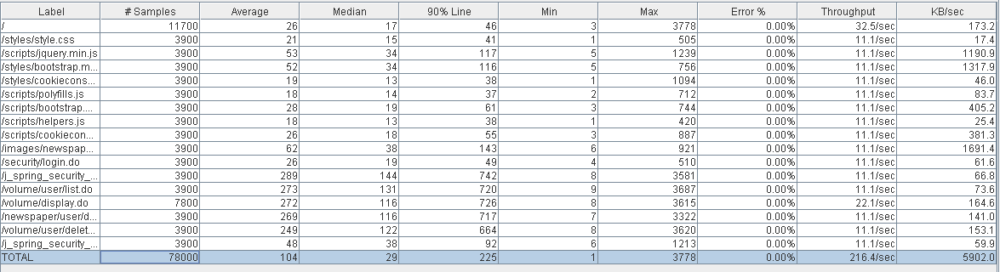 Label # Samples Average Median 90% Line Min Max Error % Throughput KB/sec
/ 11700 26 17 46 3 3778 0.00% 32.5/sec 173.2
/styles/style.css 3900 21 15 41 1 505 0.00% 11.1/sec 17.4
/scripts/jquery.min.js 3900 53 34 117 5 1239 0.00% 11.1/sec 1190.9
/styles/bootstrap.m... 3900 52 34 116 5 756 0.00% 11.1/sec 1317.9
/styles/cookiecons... 3900 19 13 38 1 1094 0.00% 11.1/sec 46.0
/scripts/polyfills.js 3900 18 14 37 2 712 0.00% 11.1/sec 83.7
/scripts/bootstrap.... 3900 28 19 61 3 744 0.00% 11.1/sec 405.2
/scripts/helpers.js 3900 18 13 38 1 420 0.00% 11.1/sec 25.4
/scripts/cookiecon... 3900 26 18 55 3 887 0.00% 11.1/sec 381.3
/images/newspap... 3900 62 38 143 6 921 0.00% 11.1/sec 1691.4
/security/login.do 3900 26 19 49 4 510 0.00% 11.1/sec 61.6
/j_spring_security_... 3900 289 144 742 8 3581 0.00% 11.1/sec 66.8
/volume/user/list.do 3900 273 131 720 9 3687 0.00% 11.1/sec 73.6
/volume/display.do 7800 272 116 726 8 3615 0.00% 22.1/sec 164.6
/newspaper/user/d... 3900 269 116 717 7 3322 0.00% 11.1/sec 141.0
/volume/user/delet... 3900 249 122 664 8 3620 0.00% 11.1/sec 153.1
/j_spring_security_... 3900 48 38 92 6 1213 0.00% 11.1/sec 59.9
TOTAL 78000 104 29 225 1 3778 0.00% 216.4/sec 5902.0